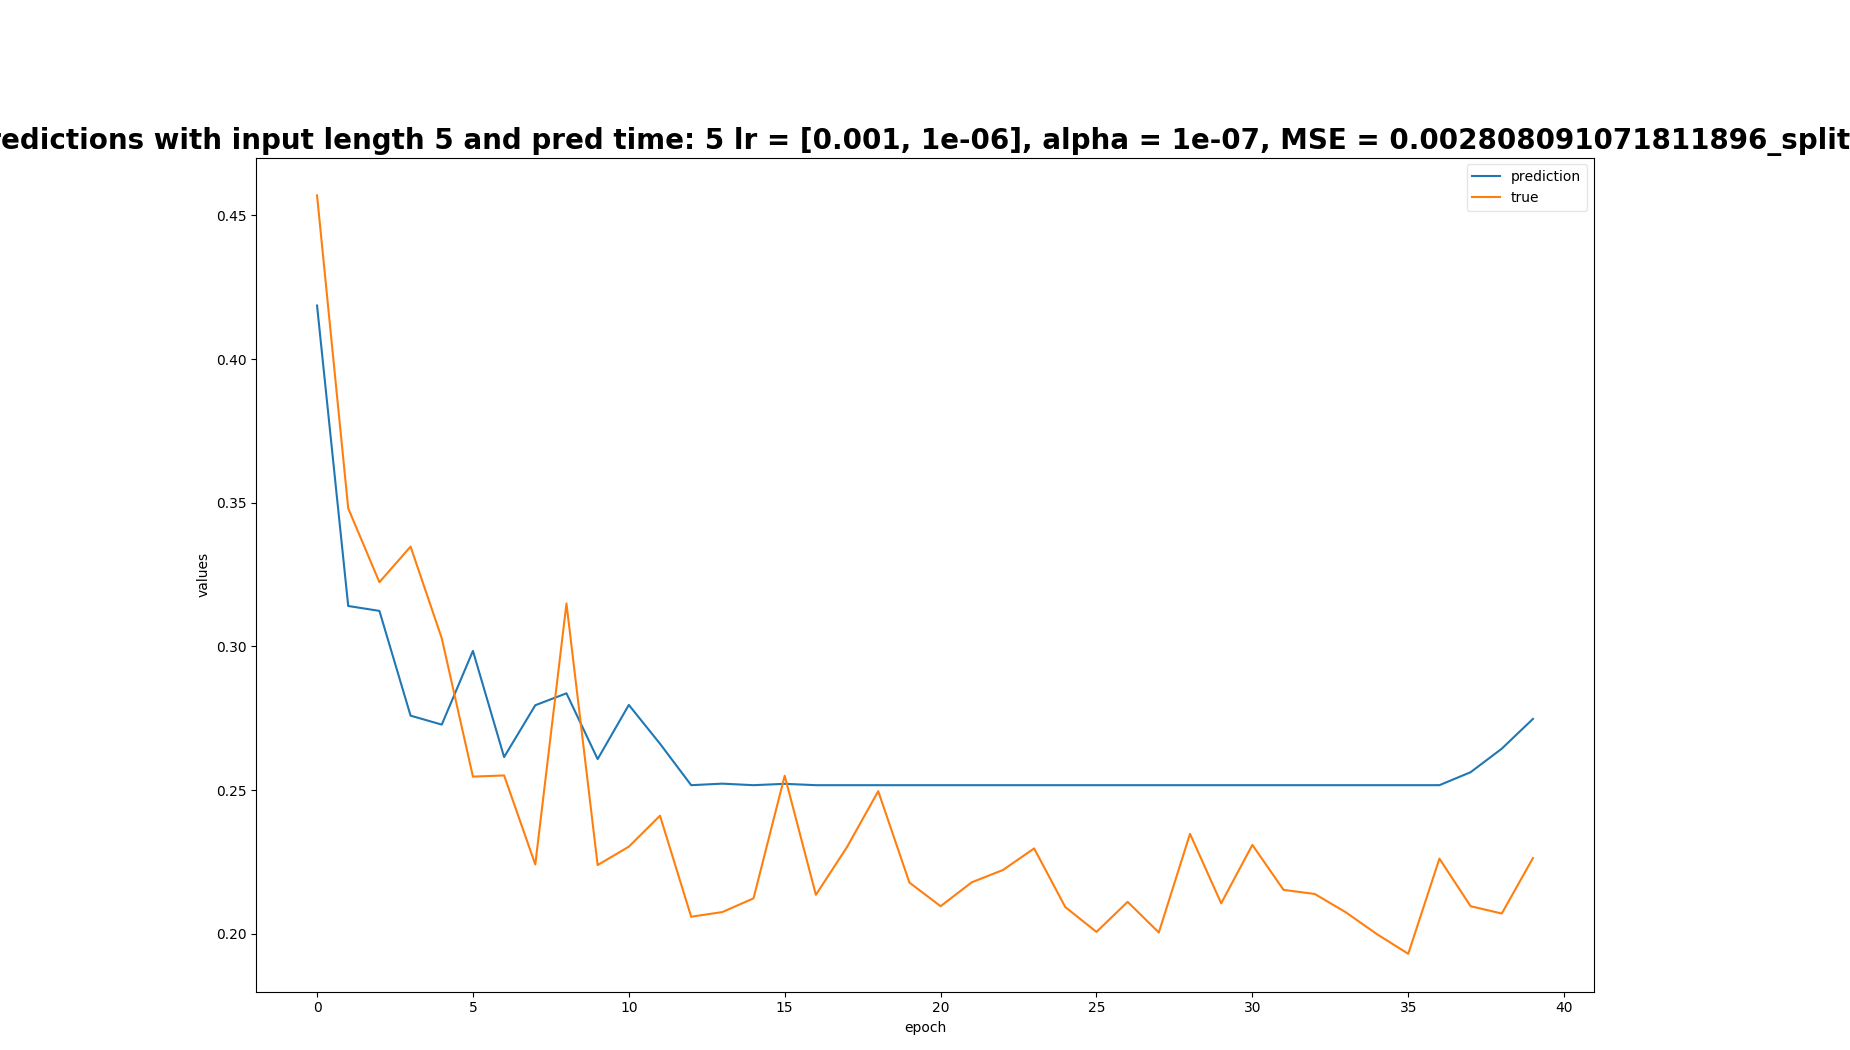 redictions with input length 5 and pred time: 5 lr = [0.001, 1e-06], alpha = 1e-07, MSE = 0.002808091071811896_split
prediction
true
0.45
0.40
0.35
0.30
0.25
0.20
values
0 5 10 15 20 25 30 35 40
epoch